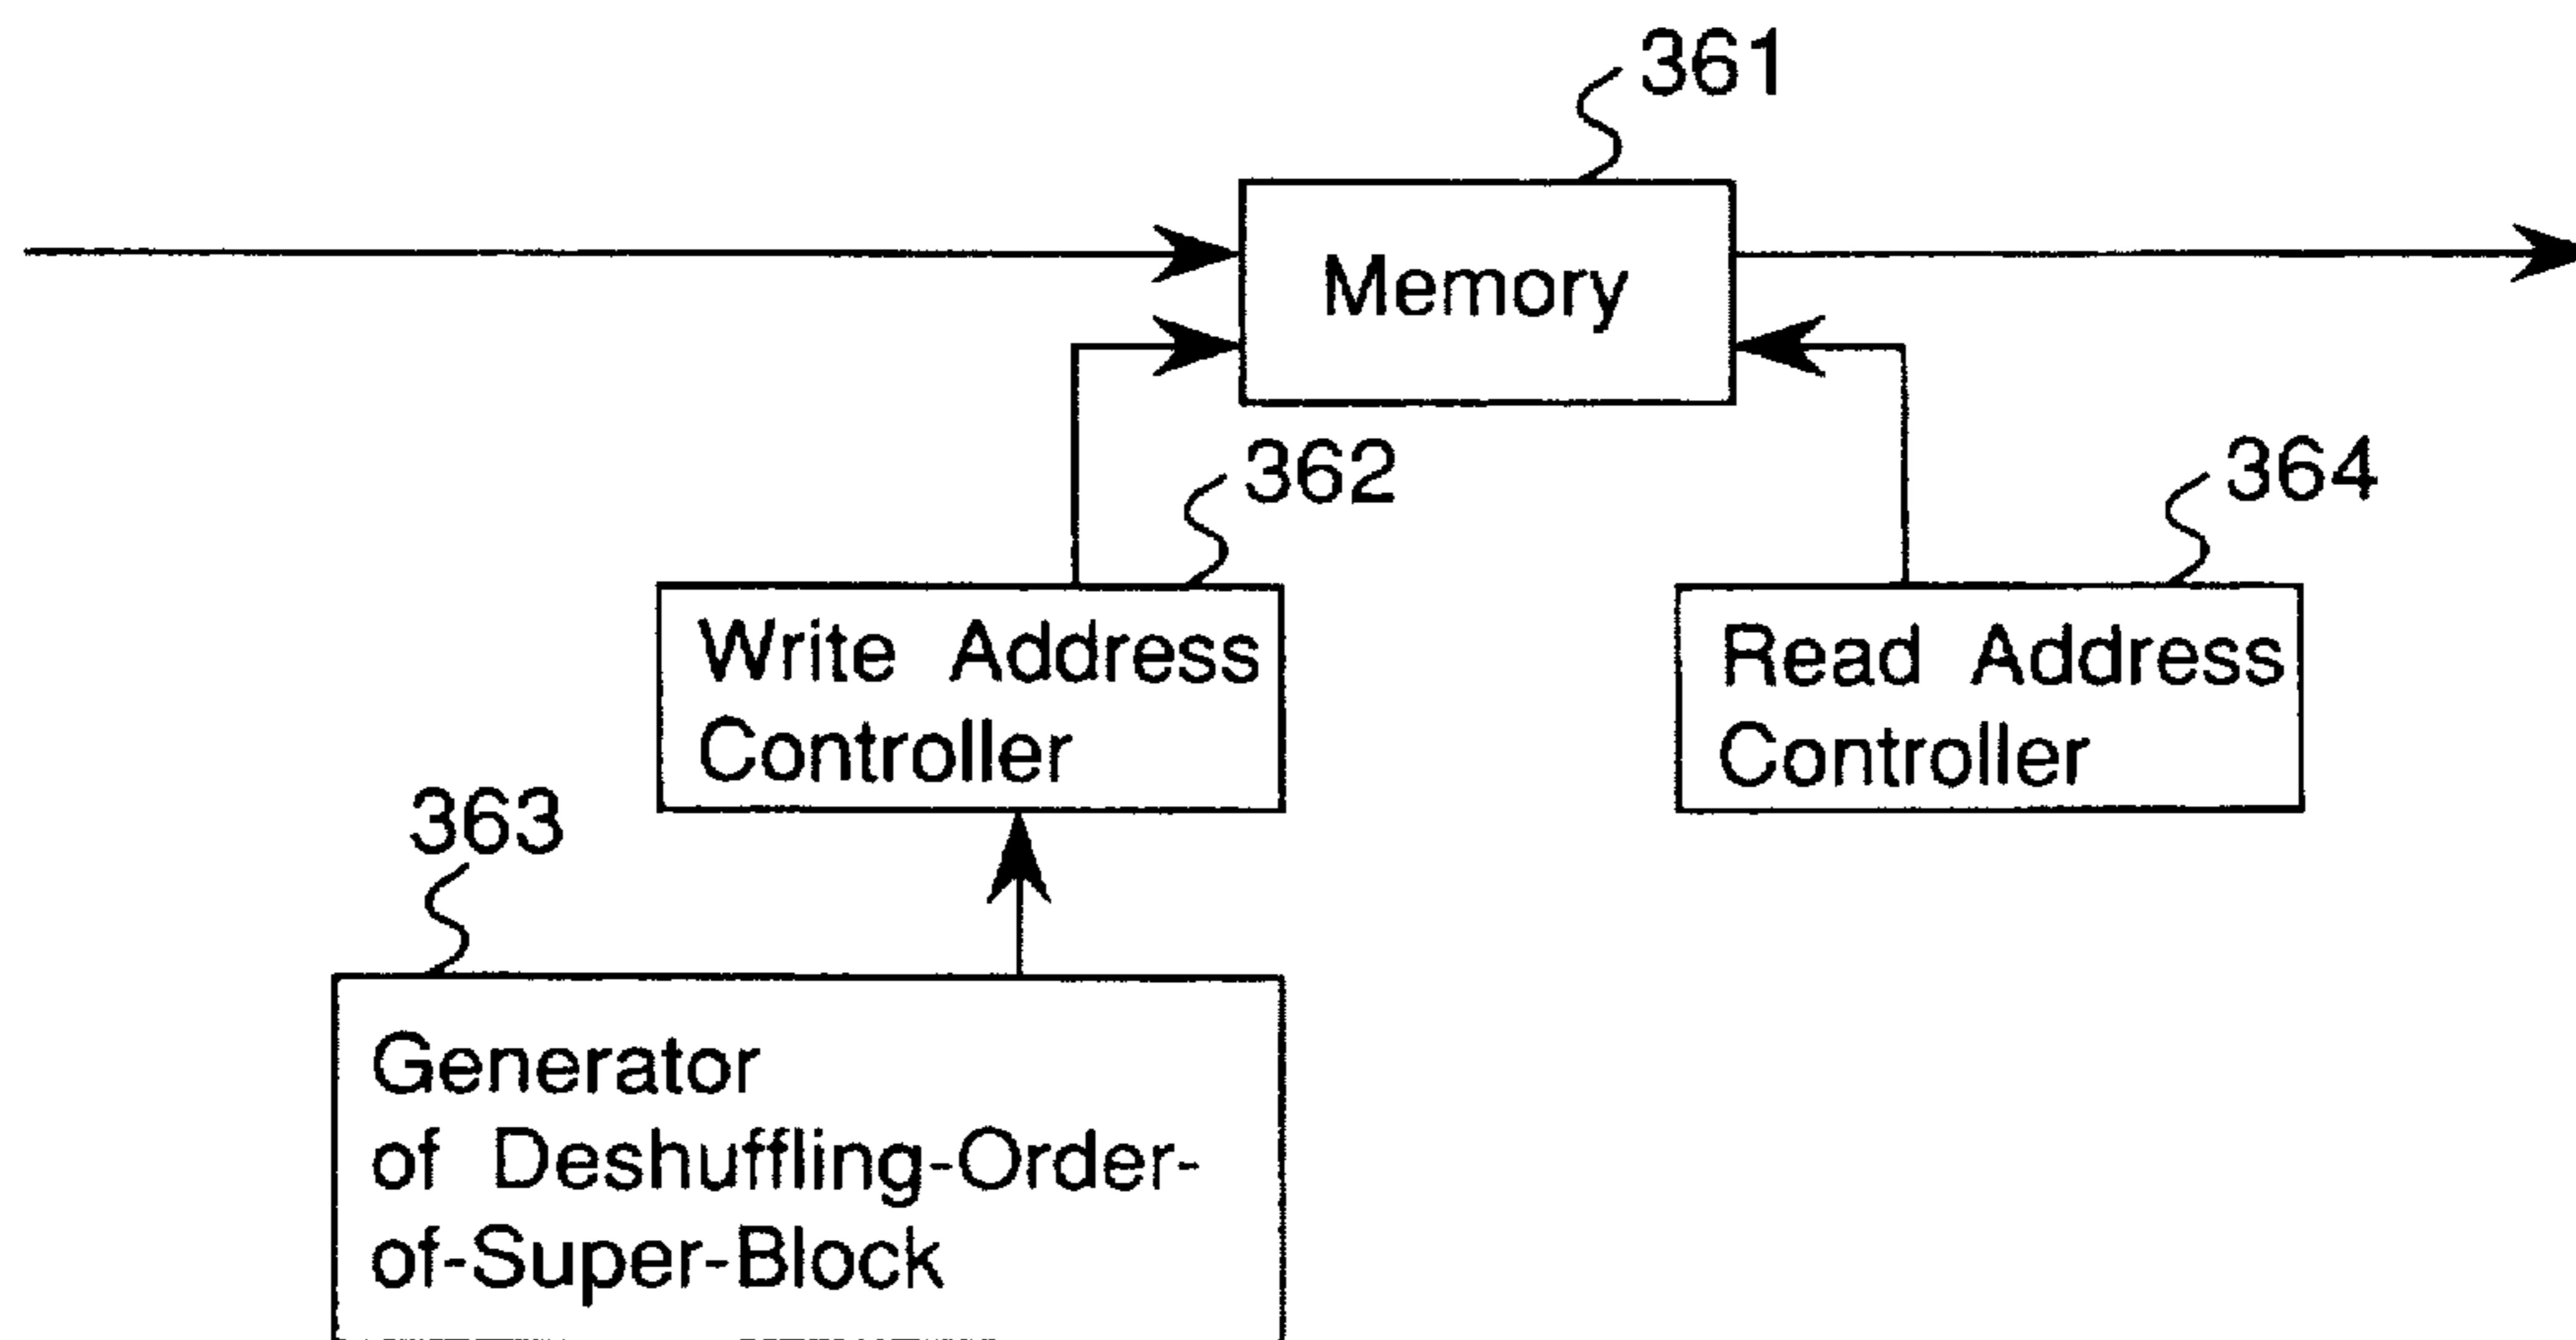 361
Memory
362
364
Write Address
Controller
Read Address
Controller
363
Generator
of Deshuffling-Order-
of-Super-Block